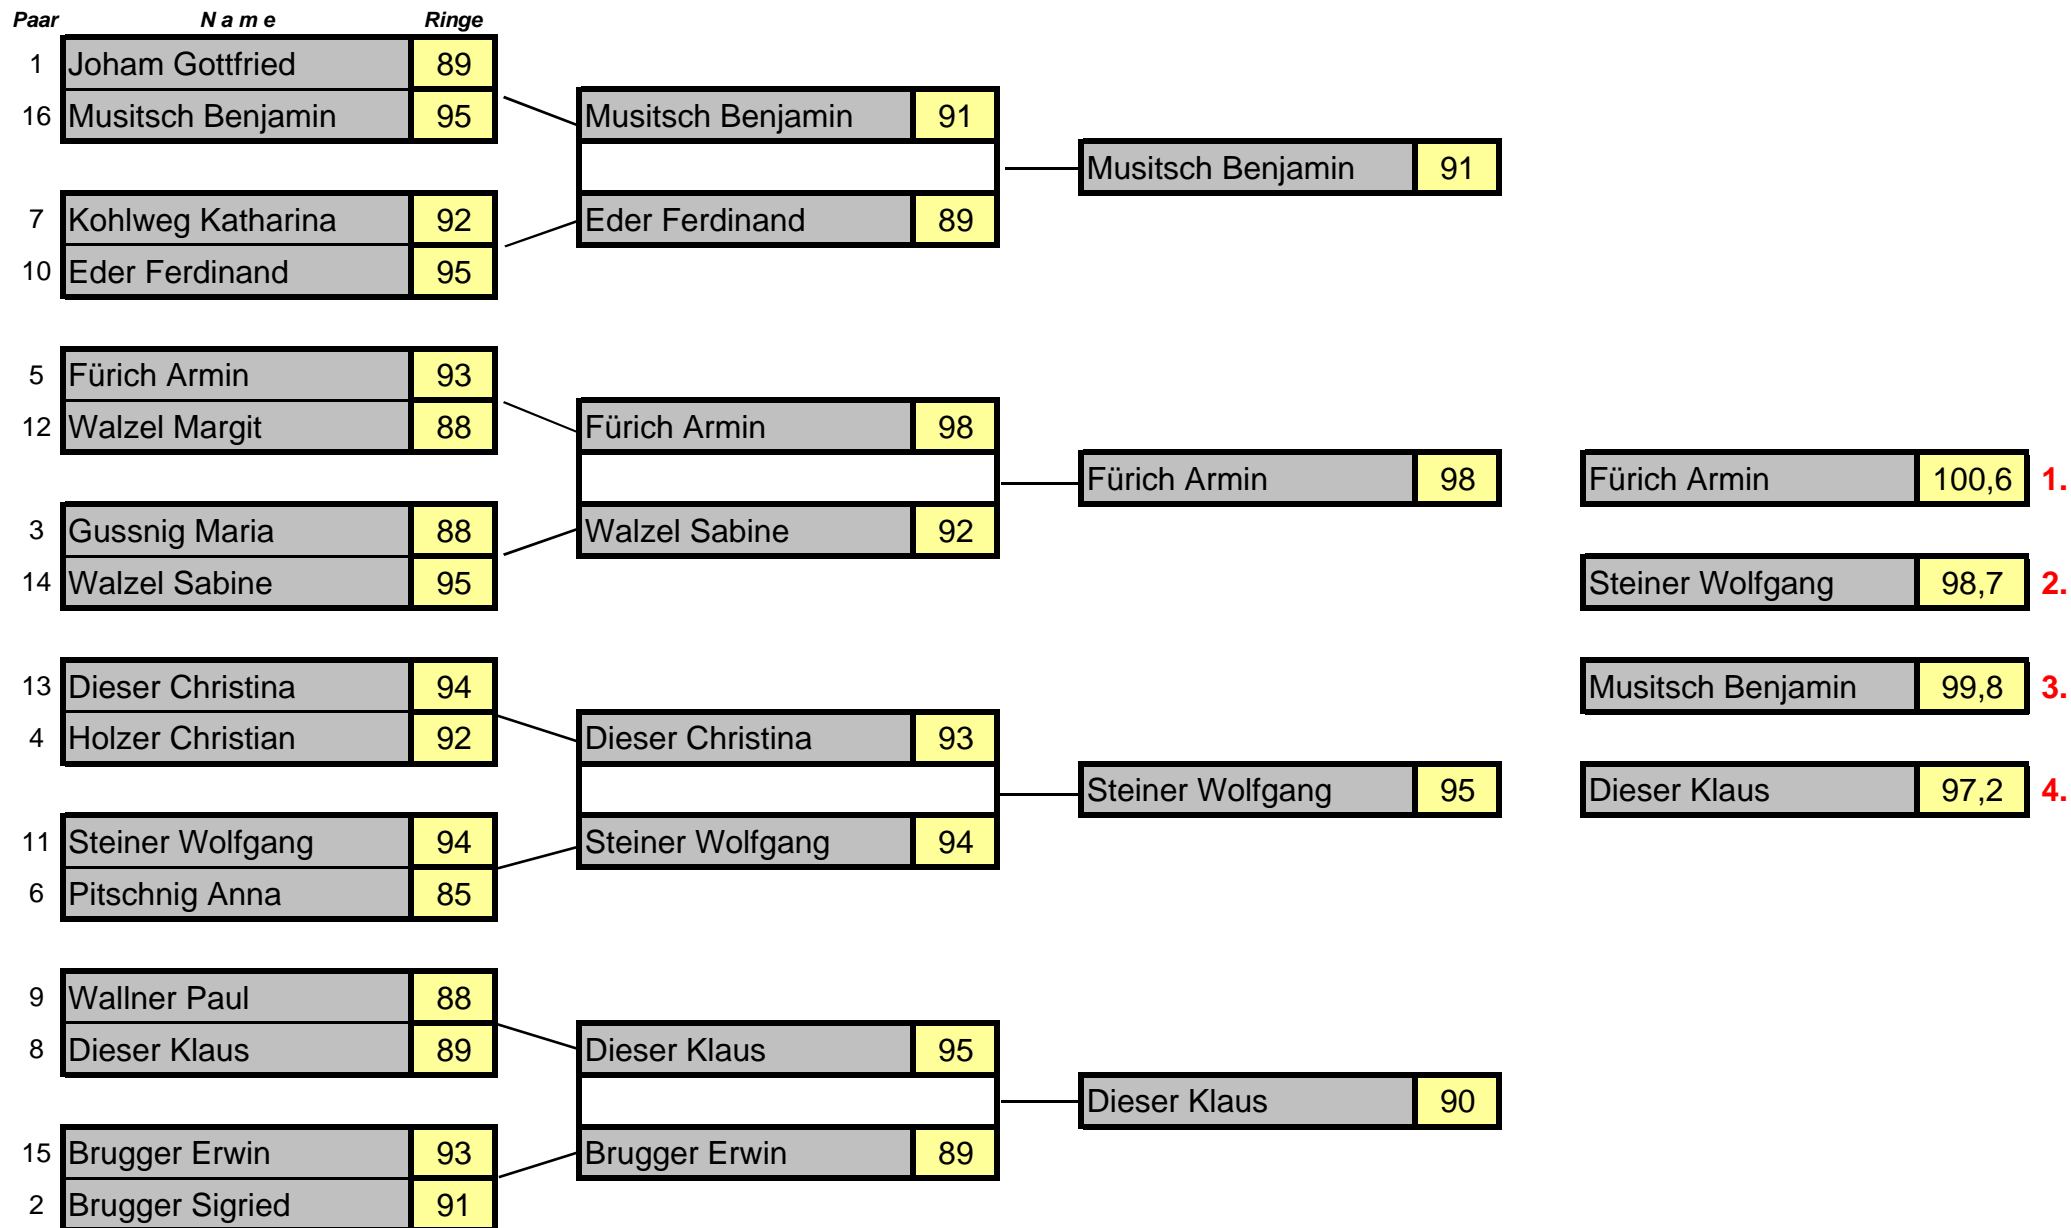 Paar N a m e Ringe
1 Joham Gottfried 89
16 Musitsch Benjamin 95
Musitsch Benjamin 91
Musitsch Benjamin 91
7 Kohlweg Katharina 92
Eder Ferdinand 89
10 Eder Ferdinand 95
5 Fürich Armin 93
12 Walzel Margit 88
Fürich Armin 98
Fürich Armin 98
Fürich Armin 100,6 1.
3 Gussnig Maria 88
Walzel Sabine 92
14 Walzel Sabine 95
Steiner Wolfgang 98,7 2.
13 Dieser Christina 94
Musitsch Benjamin 99,8 3.
4 Holzer Christian 92
Dieser Christina 93
Steiner Wolfgang 95
Dieser Klaus 97,2 4.
11 Steiner Wolfgang 94
Steiner Wolfgang 94
6 Pitschnig Anna 85
9 Wallner Paul 88
8 Dieser Klaus 89
Dieser Klaus 95
Dieser Klaus 90
15 Brugger Erwin 93
Brugger Erwin 89
2 Brugger Sigried 91